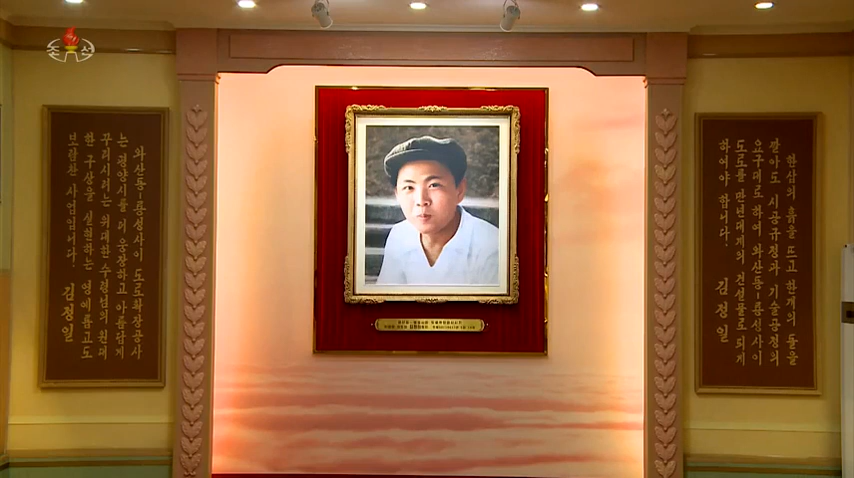 조선
와산동-룡성사이 도로확장공사
는 평양시를 더 웅장하고 아름답게
꾸리시려는 위대한 수령님의 원대
한 구상을 실현하는 영예롭고도
보람찬 사업입니다. 김정일
한삽의 흙을 뜨고 한개의 돌을
깔아도 시공규정과 기술공정의
요구대로 하여 와산동-룡성사이
도로를 만년대계의 건설물로 되게
하여야 합니다. 김정일